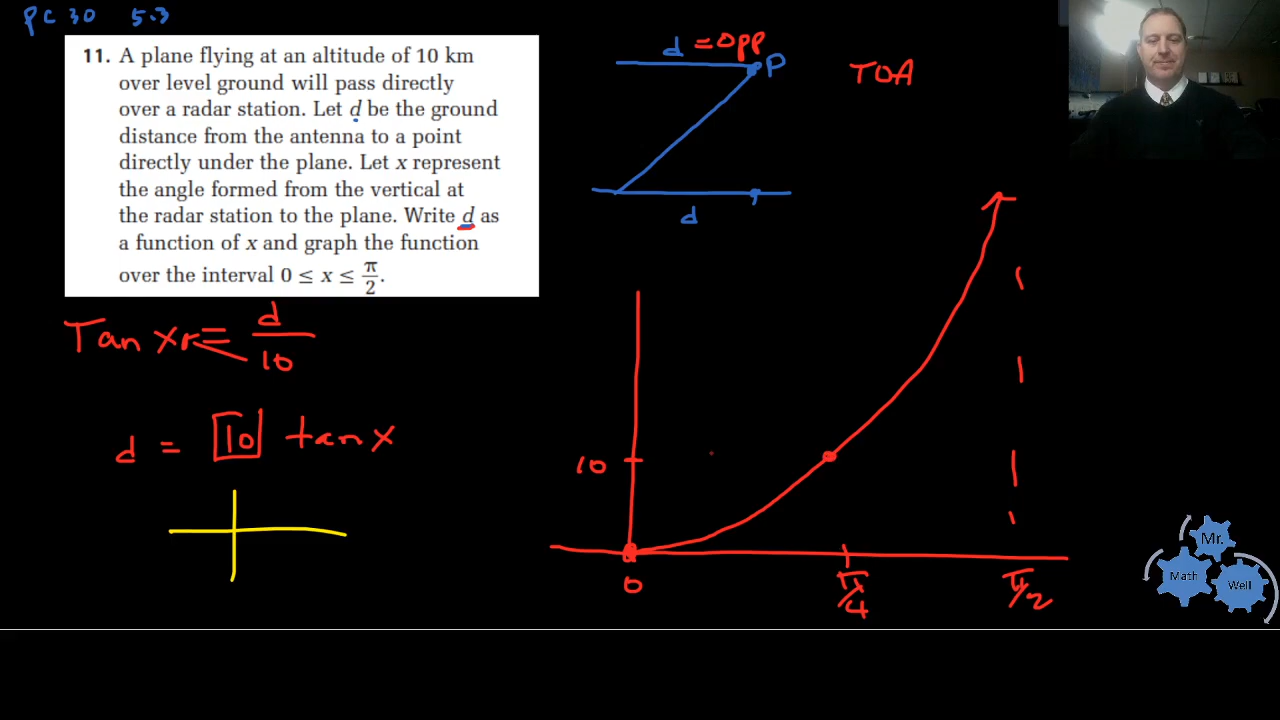 PC 30 5.3
11. A plane flying at an altitude of 10 km
over level ground will pass directly
over a radar station. Let d be the ground
distance from the antenna to a point
directly under the plane. Let x represent
the angle formed from the vertical at
the radar station to the plane. Write d as
a function of x and graph the function
over the interval 0 ≤ x ≤ π/2.
d = opp
P
TOA
d
Tan x = d/10
d = 10 tan x
10
0
π/4
π/2
Mr.
Math
Well